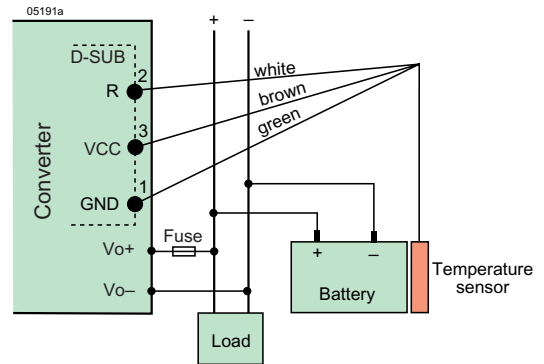 05191a
+ –
D-SUB
2
R
white
brown
3
VCC
green
1
GND
Converter
Vo+
Fuse
Vo–
+ –
Battery
Temperature
sensor
Load